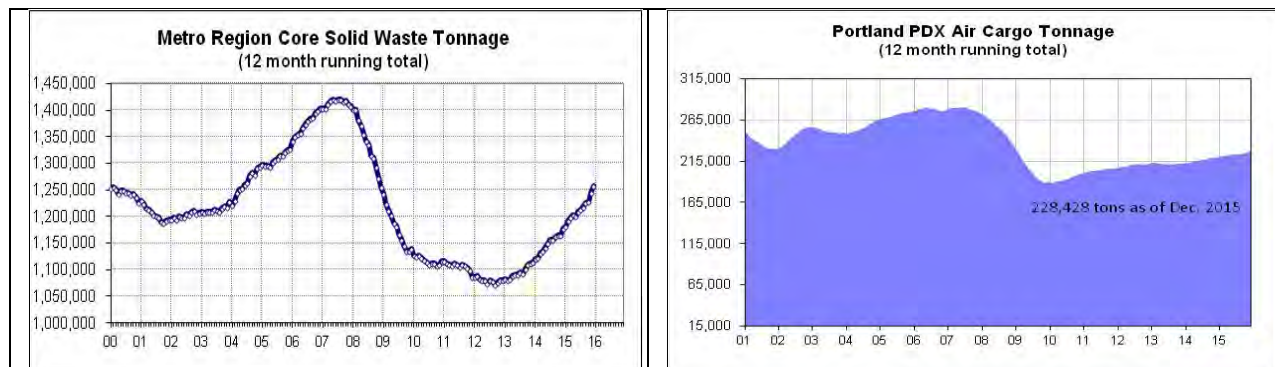 Metro Region Core Solid Waste Tonnage
(12 month running total)
1,450,000
1,400,000
1,350,000
1,300,000
1,250,000
1,200,000
1,150,000
1,100,000
1,050,000
1,000,000
00 01 02 03 04 05 06 07 08 09 10 11 12 13 14 15 16
Portland PDX Air Cargo Tonnage
(12 month running total)
315,000
265,000
215,000
165,000
115,000
65,000
15,000
228,428 tons as of Dec. 2015
01 02 03 04 05 06 07 08 09 10 11 12 13 14 15